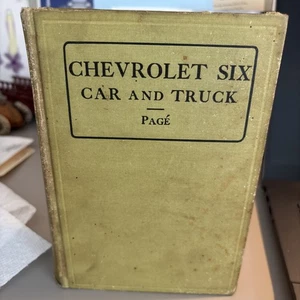 CHEVROLET SIX
CAR AND TRUCK
PAGÉ